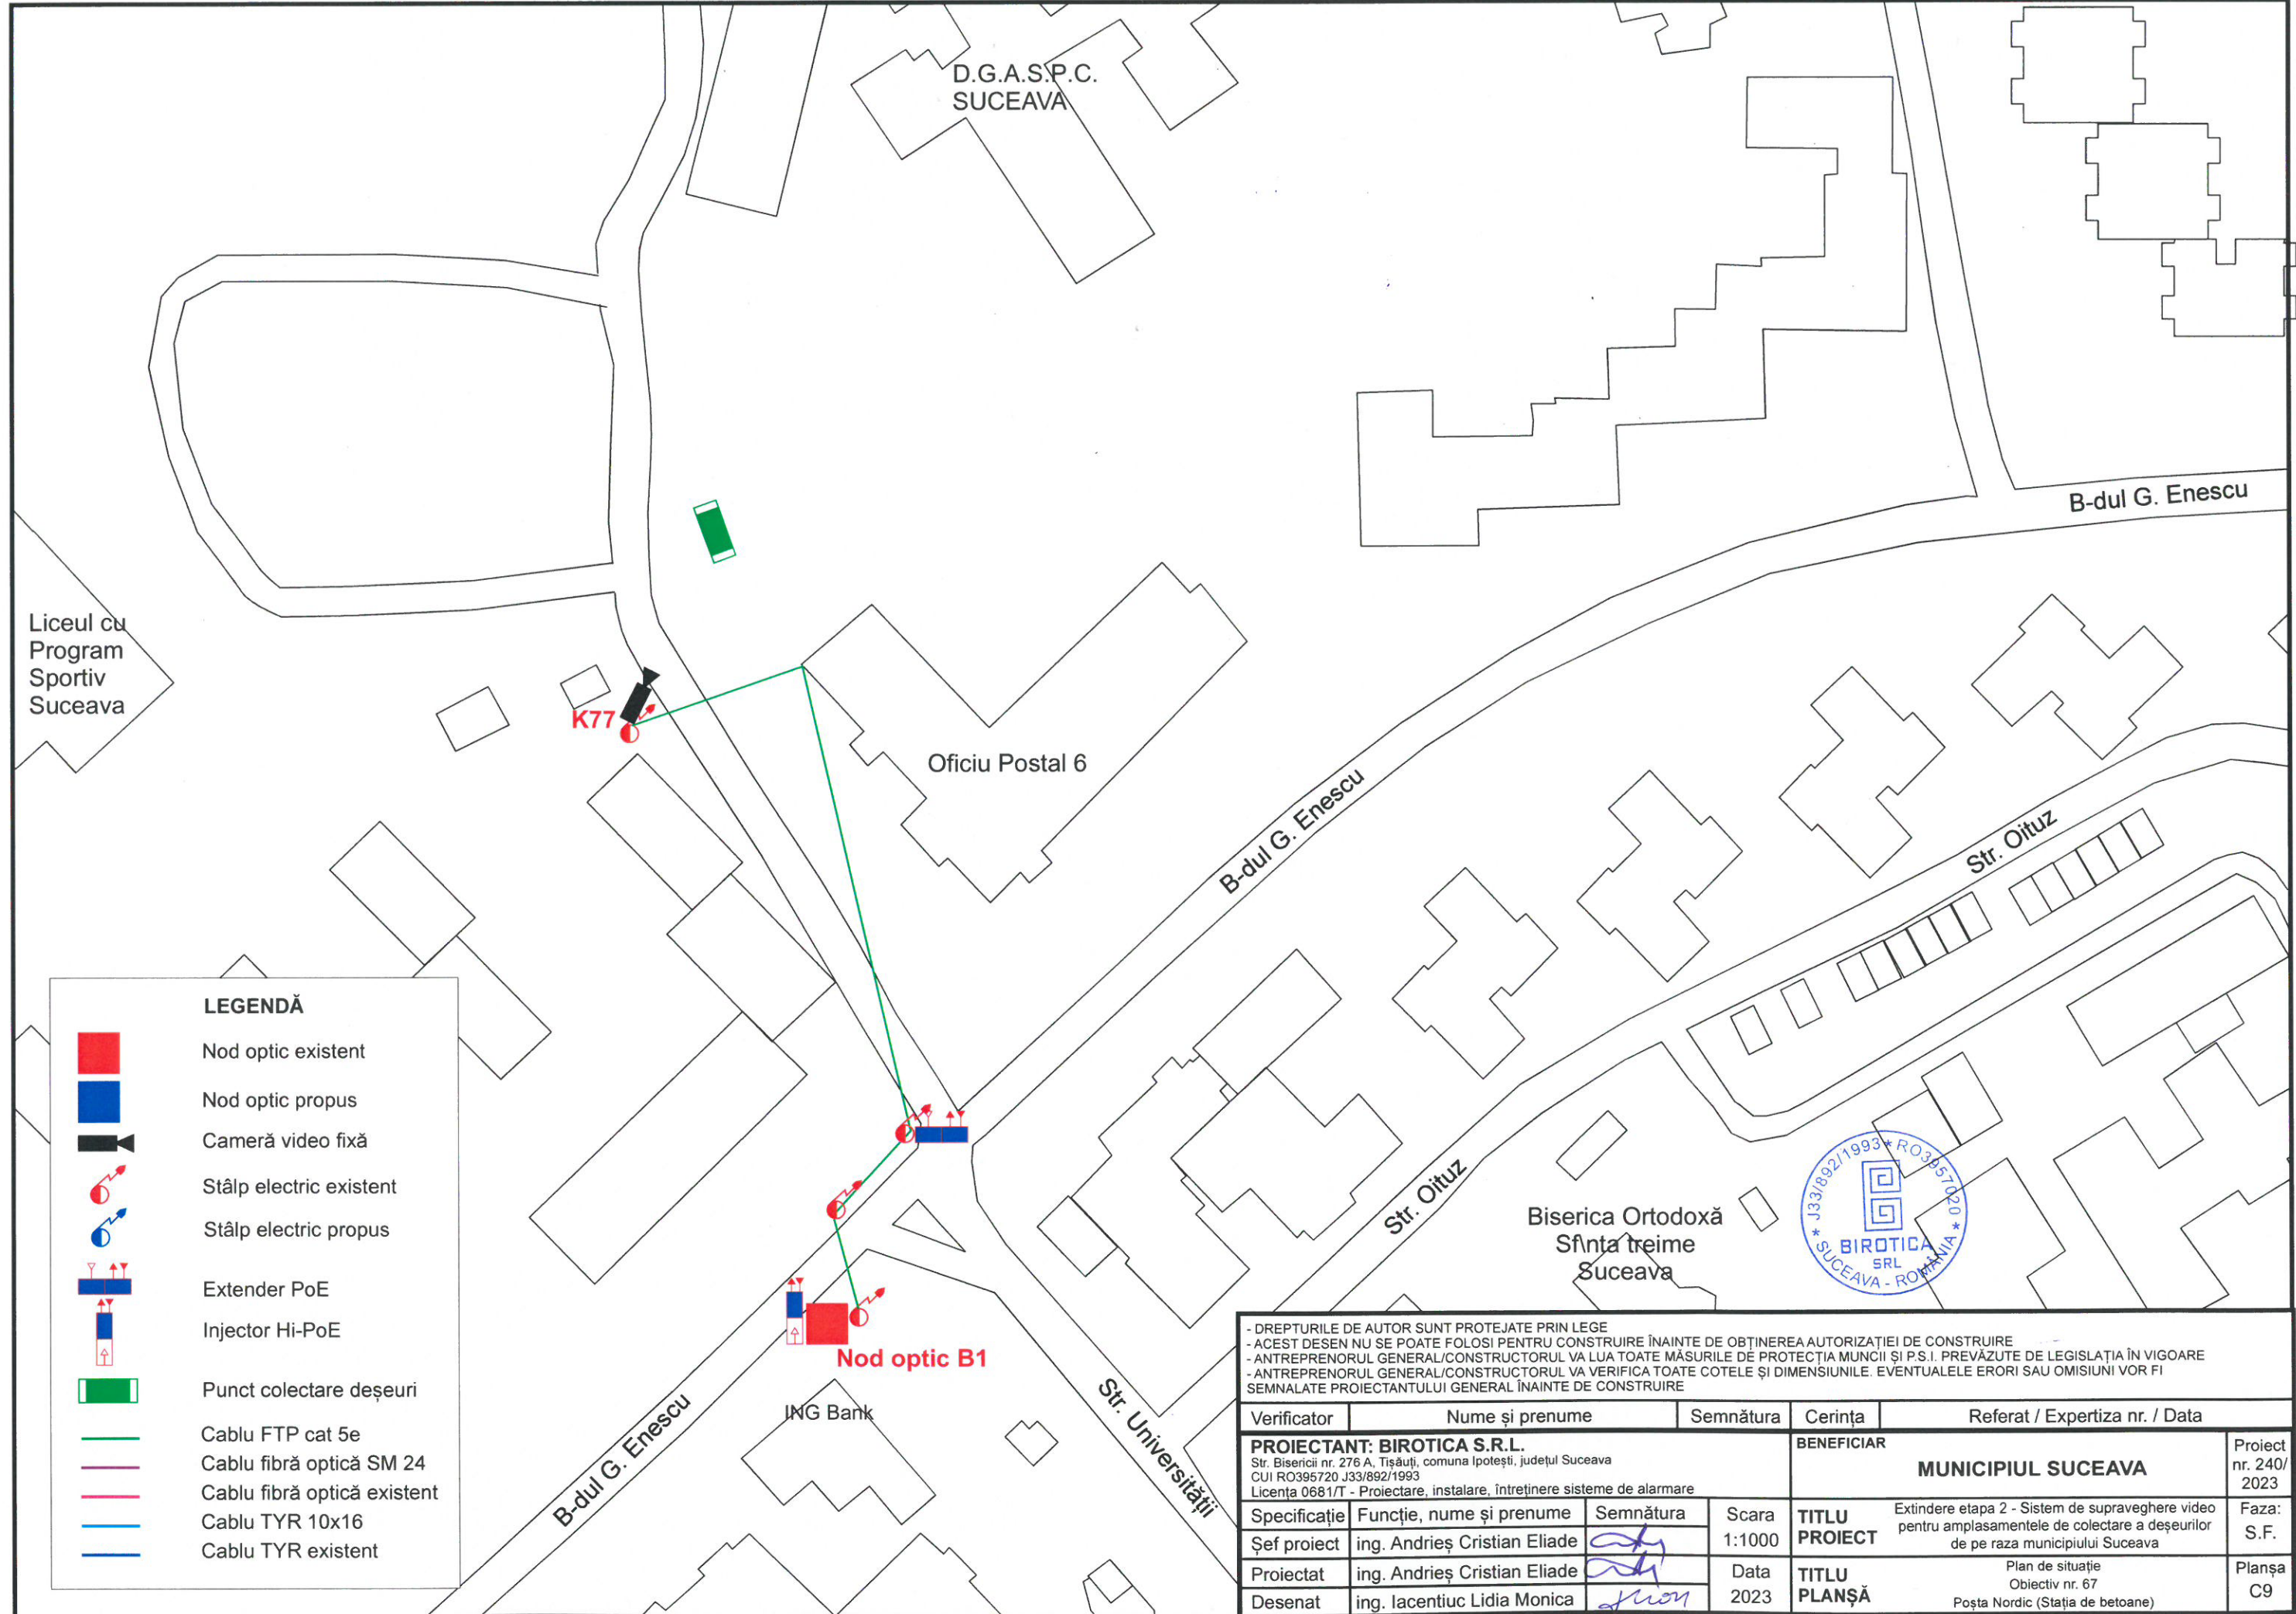 D.G.A.S.P.C.
SUCEAVA
B-dul G. Enescu
Liceul cu
Program
Sportiv
Suceava
K77
Oficiu Postal 6
B-dul G. Enescu
Str. Oituz
LEGENDĂ
Nod optic existent
Nod optic propus
Cameră video fixă
Stâlp electric existent
Stâlp electric propus
Extender PoE
Injector Hi-PoE
Punct colectare deșeuri
Cablu FTP cat 5e
Cablu fibră optică SM 24
Cablu fibră optică existent
Cablu TYR 10x16
Cablu TYR existent
Str. Oituz
Biserica Ortodoxă
Sf\nta treime
Suceava
* J33/892/1993 * RO3957020 *
BIROTICA
SRL
SUCEAVA - ROMÂNIA
Nod optic B1
ING Bank
B-dul G. Enescu
Str. Universității
- DREPTURILE DE AUTOR SUNT PROTEJATE PRIN LEGE
- ACEST DESEN NU SE POATE FOLOSI PENTRU CONSTRUIRE ÎNAINTE DE OBȚINEREA AUTORIZAȚIEI DE CONSTRUIRE
- ANTREPRENORUL GENERAL/CONSTRUCTORUL VA LUA TOATE MĂSURILE DE PROTECȚIA MUNCII ȘI P.S.I. PREVĂZUTE DE LEGISLAȚIA ÎN VIGOARE
- ANTREPRENORUL GENERAL/CONSTRUCTORUL VA VERIFICA TOATE COTELE ȘI DIMENSIUNILE. EVENTUALELE ERORI SAU OMISIUNI VOR FI
SEMNALATE PROIECTANTULUI GENERAL ÎNAINTE DE CONSTRUIRE
Verificator Nume și prenume Semnătura Cerința Referat / Expertiza nr. / Data
PROIECTANT: BIROTICA S.R.L.
Str. Bisericii nr. 276 A, Tișăuți, comuna Ipotești, județul Suceava
CUI RO395720 J33/892/1993
Licența 0681/T - Proiectare, instalare, întreținere sisteme de alarmare
BENEFICIAR
MUNICIPIUL SUCEAVA
Proiect
nr. 240/
2023
Specificație Funcție, nume și prenume Semnătura
Șef proiect ing. Andrieș Cristian Eliade
Proiectat ing. Andrieș Cristian Eliade
Desenat ing. Iacentiuc Lidia Monica
Scara
1:1000
Data
2023
TITLU
PROIECT
Extindere etapa 2 - Sistem de supraveghere video
pentru amplasamentele de colectare a deșeurilor
de pe raza municipiului Suceava
Faza:
S.F.
TITLU
PLANȘĂ
Plan de situație
Obiectiv nr. 67
Poșta Nordic (Stația de betoane)
Planșa
C9